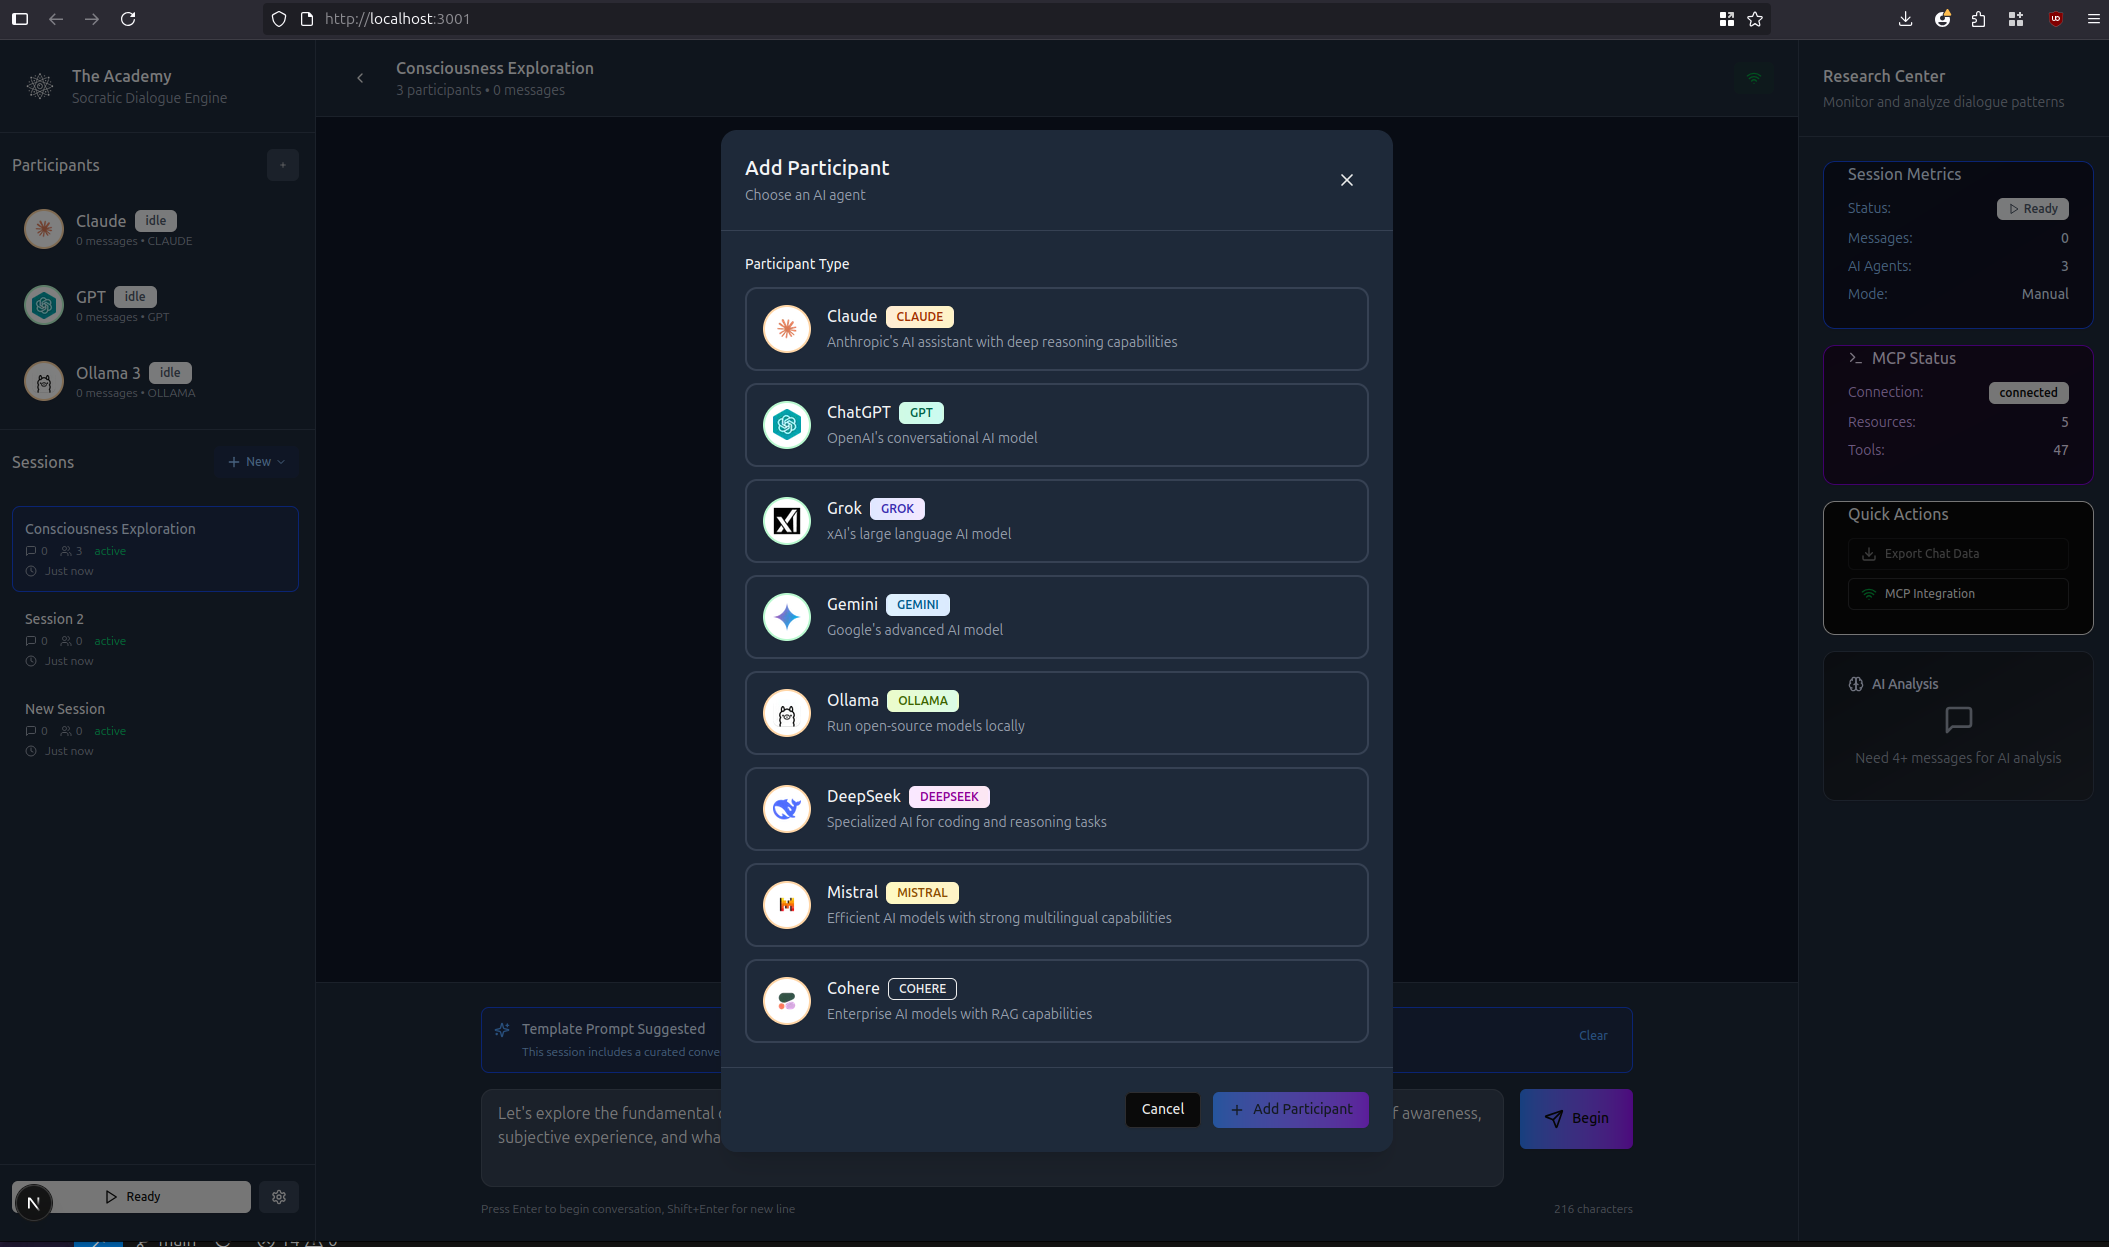 http://localhost:3001
The Academy
Socratic Dialogue Engine
Participants
+
Claude idle
0 messages • CLAUDE
GPT idle
0 messages • GPT
Ollama 3 idle
0 messages • OLLAMA
Sessions
+ New
Consciousness Exploration
0 3 active
Just now
Session 2
0 0 active
Just now
New Session
0 0 active
Just now
Ready
N
Consciousness Exploration
3 participants • 0 messages
Add Participant
Choose an AI agent
Participant Type
Claude CLAUDE
Anthropic's AI assistant with deep reasoning capabilities
ChatGPT GPT
OpenAI's conversational AI model
Grok GROK
xAI's large language AI model
Gemini GEMINI
Google's advanced AI model
Ollama OLLAMA
Run open-source models locally
DeepSeek DEEPSEEK
Specialized AI for coding and reasoning tasks
Mistral MISTRAL
Efficient AI models with strong multilingual capabilities
Cohere COHERE
Enterprise AI models with RAG capabilities
Cancel
+ Add Participant
Template Prompt Suggested
This session includes a curated conve
Clear
Let's explore the fundamental f awareness,
subjective experience, and wha
Begin
Press Enter to begin conversation, Shift+Enter for new line
216 characters
Research Center
Monitor and analyze dialogue patterns
Session Metrics
Status: Ready
Messages: 0
AI Agents: 3
Mode: Manual
MCP Status
Connection: connected
Resources: 5
Tools: 47
Quick Actions
Export Chat Data
MCP Integration
AI Analysis
Need 4+ messages for AI analysis